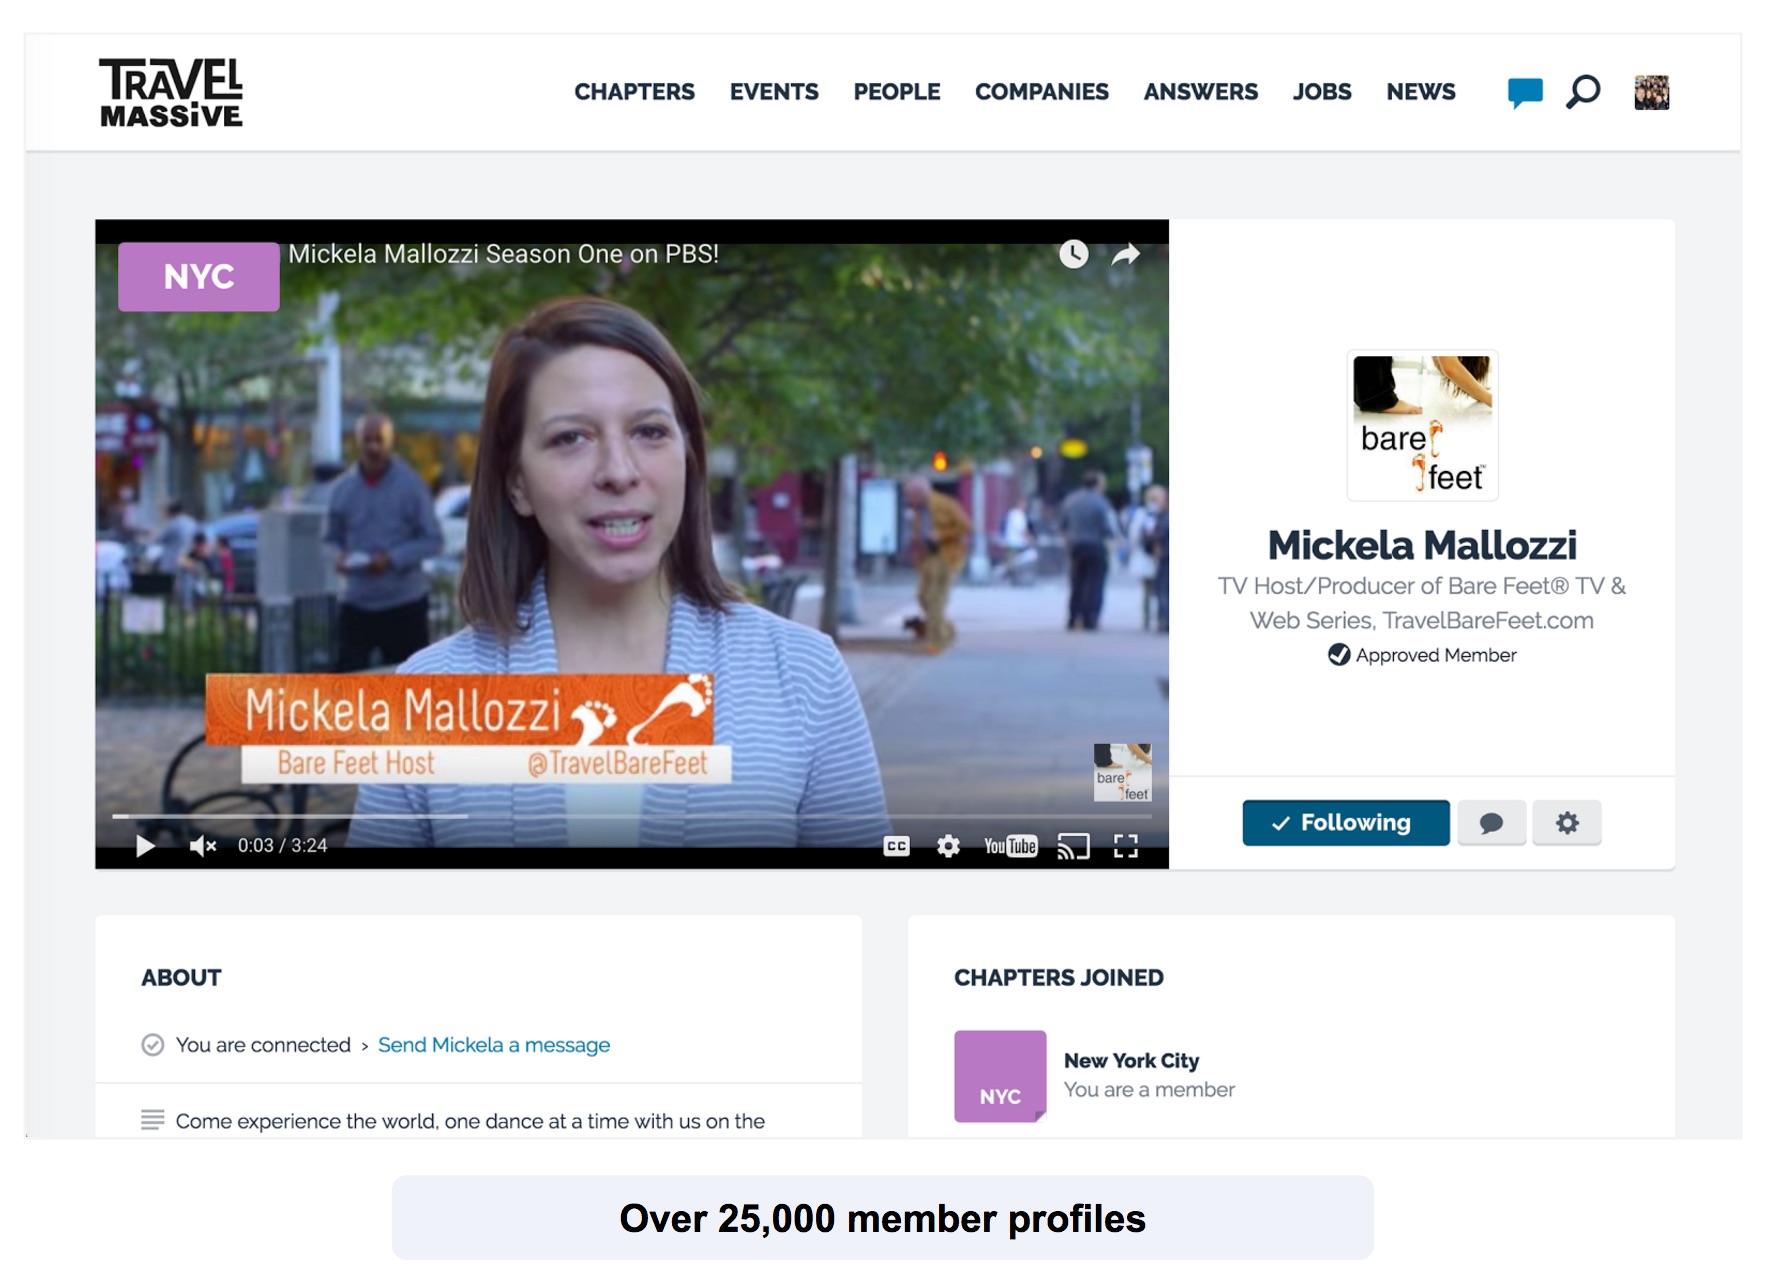 TRAVEL
MASSiVE
CHAPTERS EVENTS PEOPLE COMPANIES ANSWERS JOBS NEWS
NYC
Mickela Mallozzi Season One on PBS!
Mickela Mallozzi
Bare Feet Host @TravelBareFeet
bare
feet
0:03 / 3:24
CC
YouTube
bare
feet™
Mickela Mallozzi
TV Host/Producer of Bare Feet® TV &
Web Series, TravelBareFeet.com
Approved Member
Following
ABOUT
You are connected › Send Mickela a message
Come experience the world, one dance at a time with us on the
CHAPTERS JOINED
NYC
New York City
You are a member
Over 25,000 member profiles